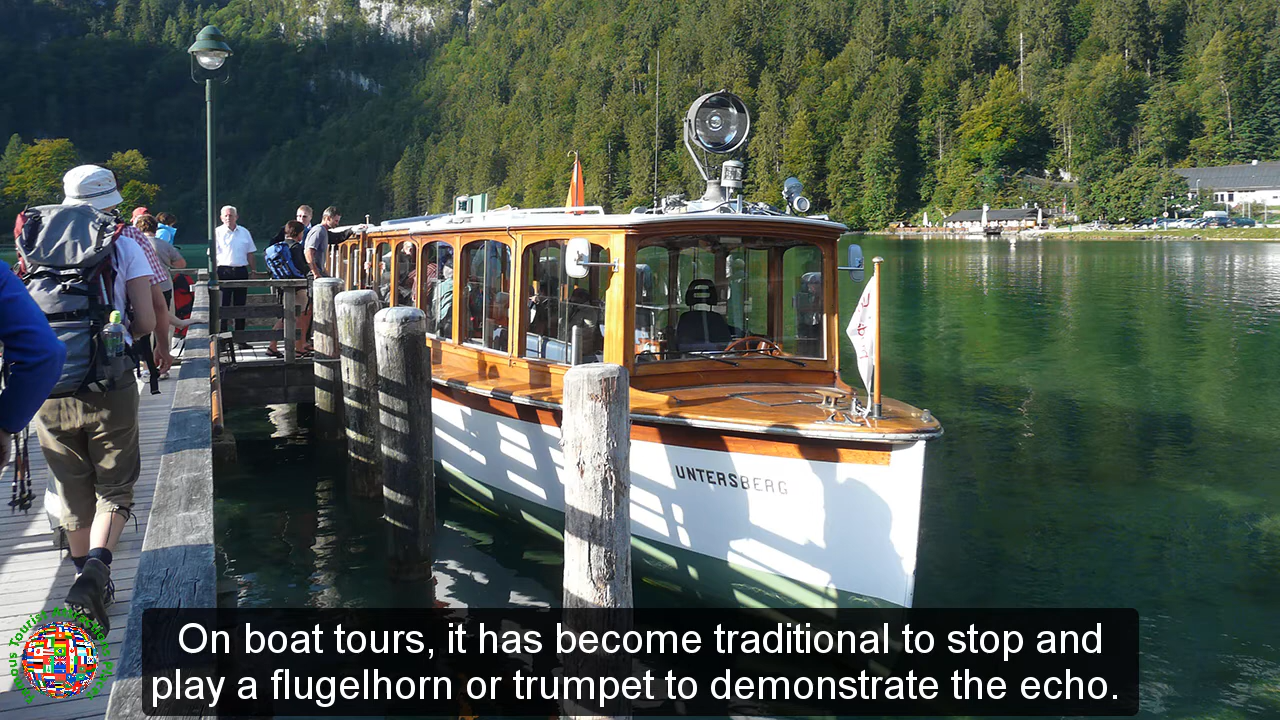 UNTERSBERG
On boat tours, it has become traditional to stop and
play a flugelhorn or trumpet to demonstrate the echo.